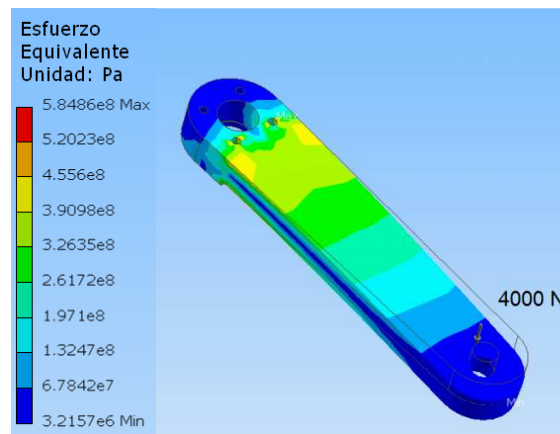 Esfuerzo
Equivalente
Unidad: Pa
5.8486e8 Max
5.2023e8
4.556e8
3.9098e8
3.2635e8
2.6172e8
1.971e8
1.3247e8
6.7842e7
3.2157e6 Min
4000 N
Min